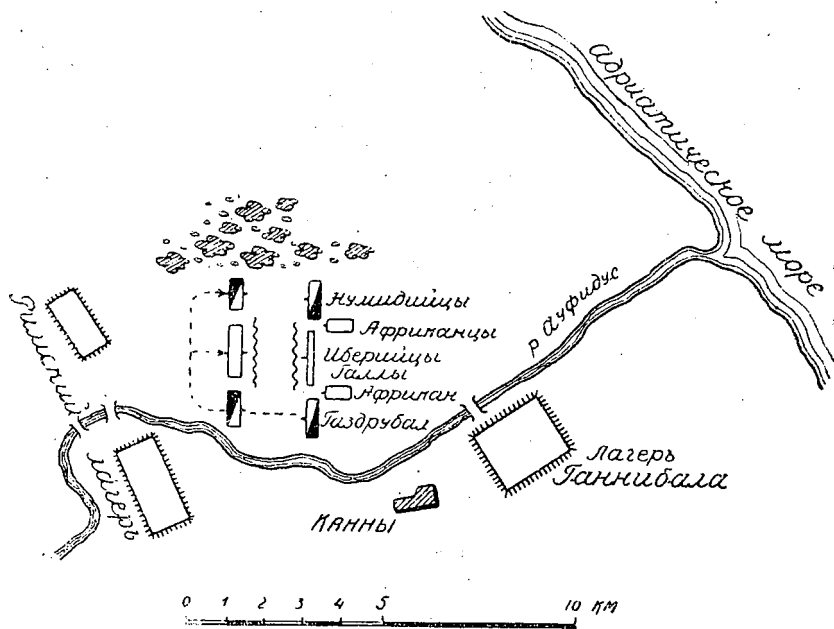 Адриатическое море
р Ауфидус
Нумидийцы
Африканцы
Иберийцы
Галлы
Африкан
Газдрубал
Римский
лагерь
лагерь
Ганнибала
Канны
0 1 2 3 4 5 10 КМ